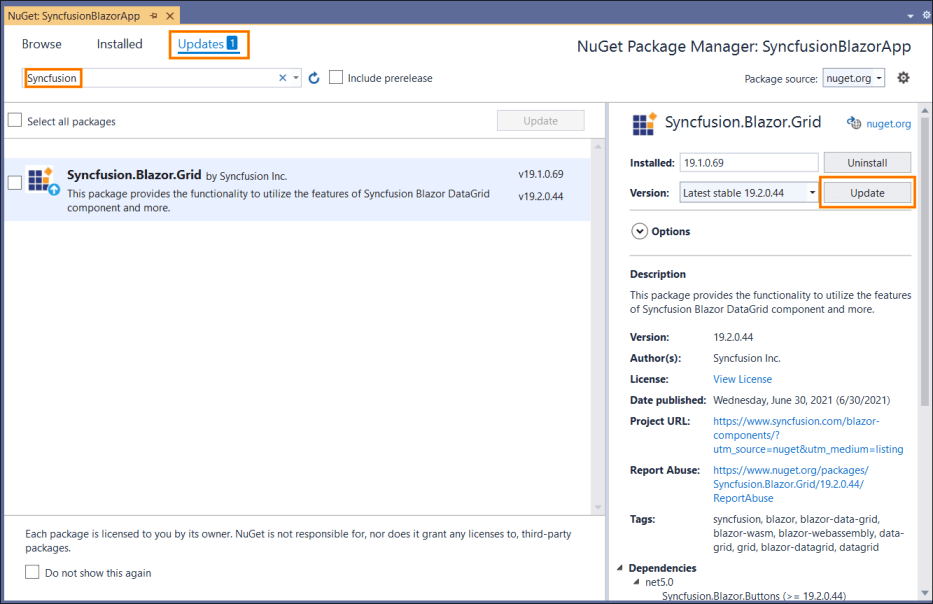 NuGet: SyncfusionBlazorApp
Browse Installed Updates 1
NuGet Package Manager: SyncfusionBlazorApp
Syncfusion
Include prerelease
Package source: nuget.org
Select all packages
Update
Syncfusion.Blazor.Grid by Syncfusion Inc.
v19.1.0.69
This package provides the functionality to utilize the features of Syncfusion Blazor DataGrid
v19.2.0.44
component and more.
Each package is licensed to you by its owner. NuGet is not responsible for, nor does it grant any licenses to, third-party
packages.
Do not show this again
Syncfusion.Blazor.Grid
nuget.org
Installed: 19.1.0.69 Uninstall
Version: Latest stable 19.2.0.44 Update
Options
Description
This package provides the functionality to utilize the features
of Syncfusion Blazor DataGrid component and more.
Version: 19.2.0.44
Author(s): Syncfusion Inc.
License: View License
Date published: Wednesday, June 30, 2021 (6/30/2021)
Project URL: https://www.syncfusion.com/blazor-
components/?
utm_source=nuget&utm_medium=listing
Report Abuse: https://www.nuget.org/packages/
Syncfusion.Blazor.Grid/19.2.0.44/
ReportAbuse
Tags: syncfusion, blazor, blazor-data-grid,
blazor-wasm, blazor-webassembly, data-
grid, grid, blazor-datagrid, datagrid
Dependencies
net5.0
Syncfusion.Blazor.Buttons (>= 19.2.0.44)